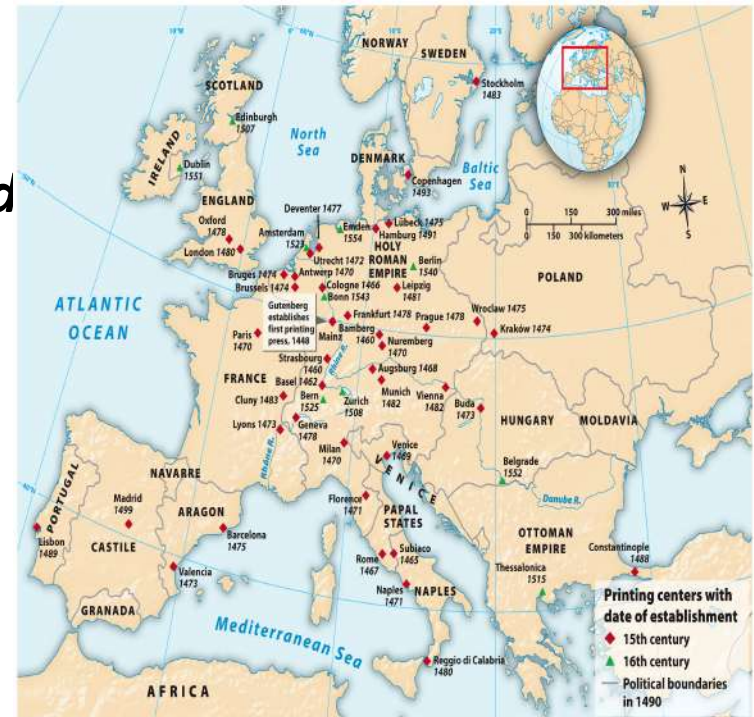 d
NORWAY
SWEDEN
Stockholm
1483
SCOTLAND
Edinburgh
1507
North
Sea
IRELAND
Dublin
1551
DENMARK
Baltic
Sea
Copenhagen
1493
ENGLAND
Oxford
1478
London 1480
Deventer 1477
Amsterdam
1523
Emden
1554
Lübeck 1475
Hamburg 1491
Utrecht 1472
HOLY
ROMAN
EMPIRE
Berlin
1540
Bruges 1474
Antwerp 1470
Brussels 1474
Cologne 1466
Bonn 1543
Leipzig
1481
POLAND
N
W
E
S
0 150 300 miles
0 150 300 kilometers
ATLANTIC
OCEAN
Gutenberg
establishes
first printing
press, 1448
Mainz
Frankfurt 1478
Bamberg
1460
Prague 1478
Wroclaw 1475
Kraków 1474
Paris
1470
Nuremberg
1470
Rhine R.
Strasbourg
1460
Augsburg 1468
FRANCE
Basel 1462
Munich
1482
Vienna
1482
Buda
1473
Cluny 1483
Bern
1525
Zurich
1508
HUNGARY
MOLDAVIA
Lyons 1473
Geneva
1478
Rhône R.
Milan
1470
Venice
1469
VENICE
Belgrade
1552
Danube R.
NAVARRE
PORTUGAL
Madrid
1499
ARAGON
Florence
1471
PAPAL
STATES
OTTOMAN
EMPIRE
Constantinople
1488
Lisbon
1489
CASTILE
Barcelona
1475
Valencia
1473
Rome
1467
Subiaco
1465
Thessalonica
1515
Naples
1471
NAPLES
GRANADA
Mediterranean Sea
Reggio di Calabria
1480
AFRICA
Printing centers with
date of establishment
15th century
16th century
Political boundaries
in 1490